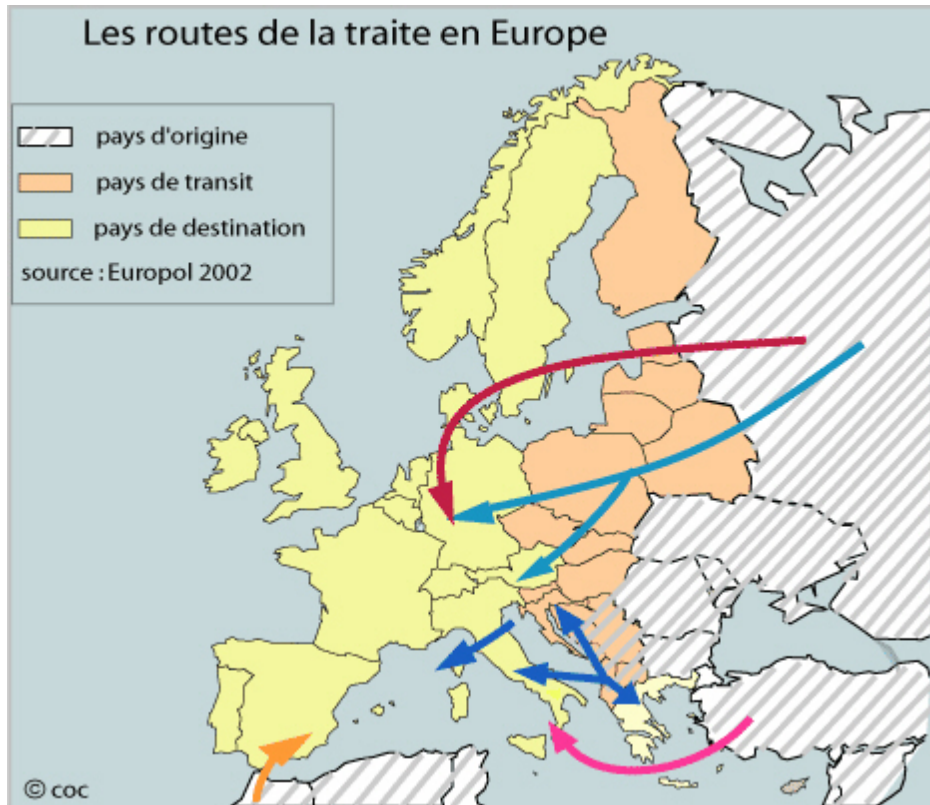 Les routes de la traite en Europe
pays d'origine
pays de transit
pays de destination
source : Europol 2002
© coc